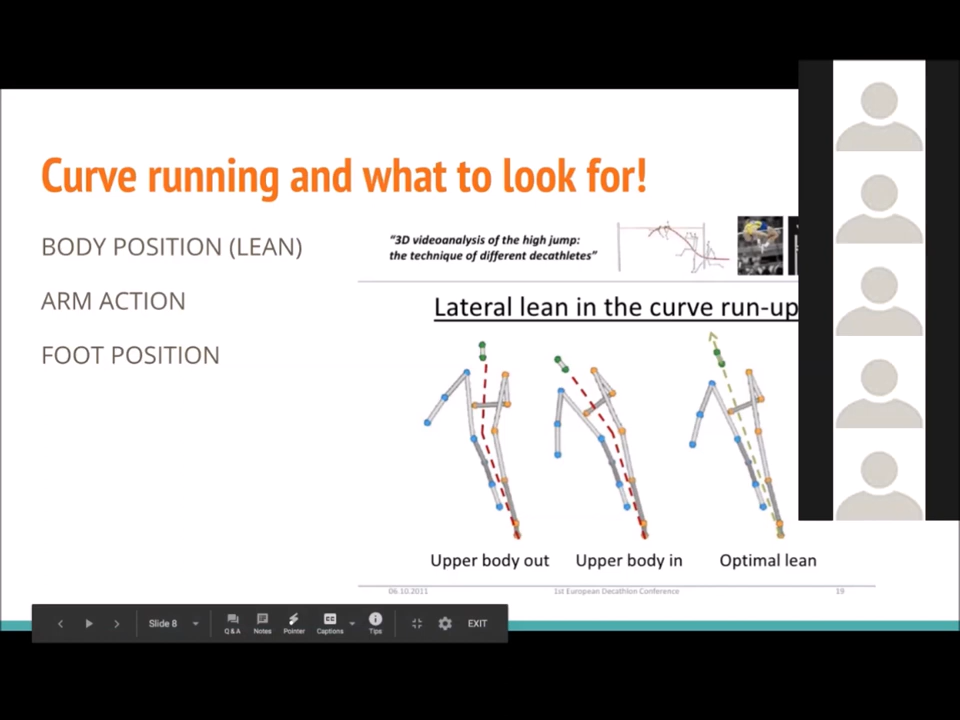 Curve running and what to look for!
BODY POSITION (LEAN)
ARM ACTION
FOOT POSITION
"3D videoanalysis of the high jump:
the technique of different decathletes"
Lateral lean in the curve run-up
Upper body out
Upper body in
Optimal lean
06.10.2011
1st European Decathlon Conference
19
Slide 8
Q & A
Notes
Pointer
CC
Captions
Tips
EXIT